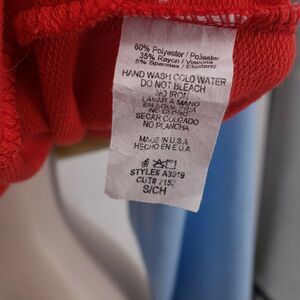 60% Polyester / Poliester
35% Rayon / Viscosa
5% Spandex / Elastano
HAND WASH COLD WATER
DO NOT BLEACH
NO IRON
LAVAR A MANO
EN AGUA FRIA
NO CLORO
SECAR COLGADO
NO PLANCHA
MADE IN U.S.A
HECHO EN E.U.A
STYLE# A3919
CUT#
S/CH